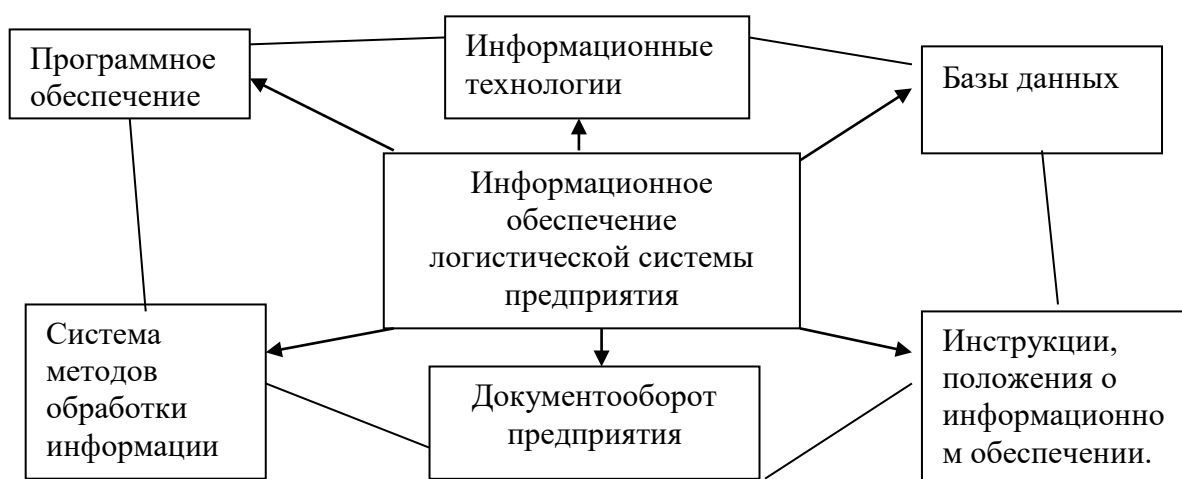 Программное
обеспечение
Информационные
технологии
Базы данных
Информационное
обеспечение
логистической системы
предприятия
Система
методов
обработки
информации
Документооборот
предприятия
Инструкции,
положения о
информационно
м обеспечении.